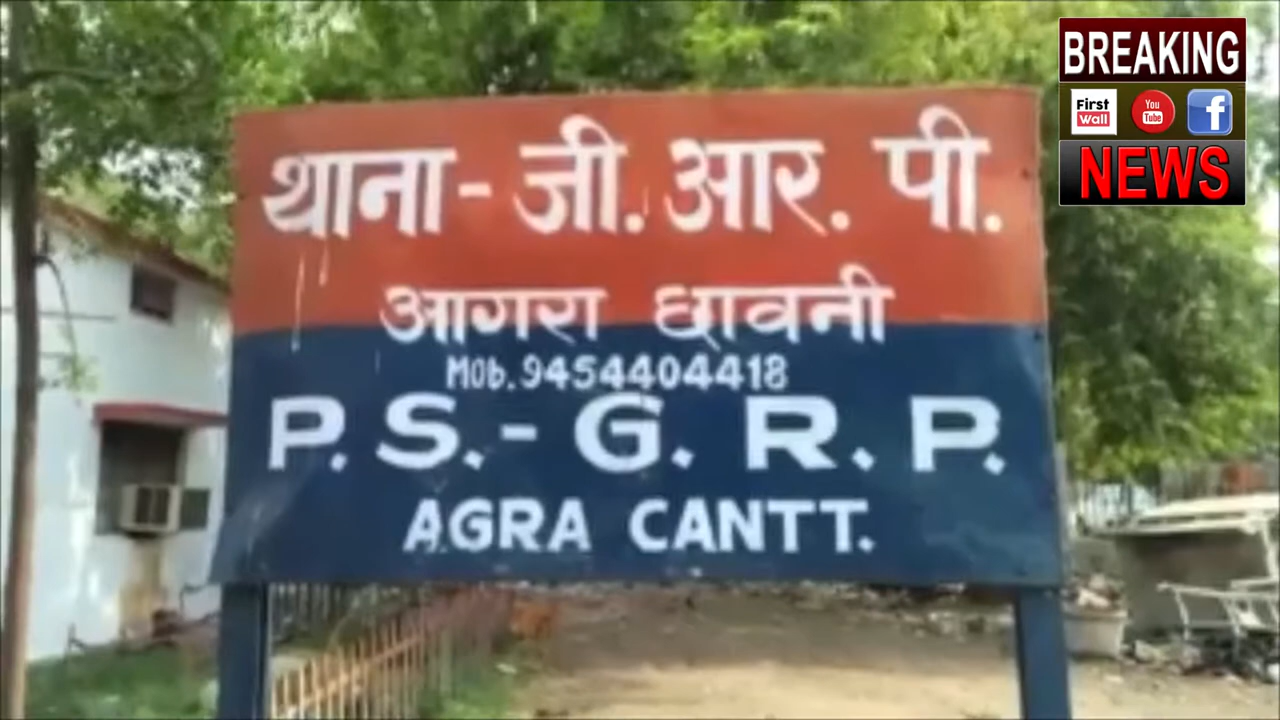 थाना - जी. आर. पी.
आगरा छावनी
MOb. 9454404418
P. S. - G. R. P.
AGRA CANTT.
BREAKING
First
Wall
You
Tube
f
NEWS